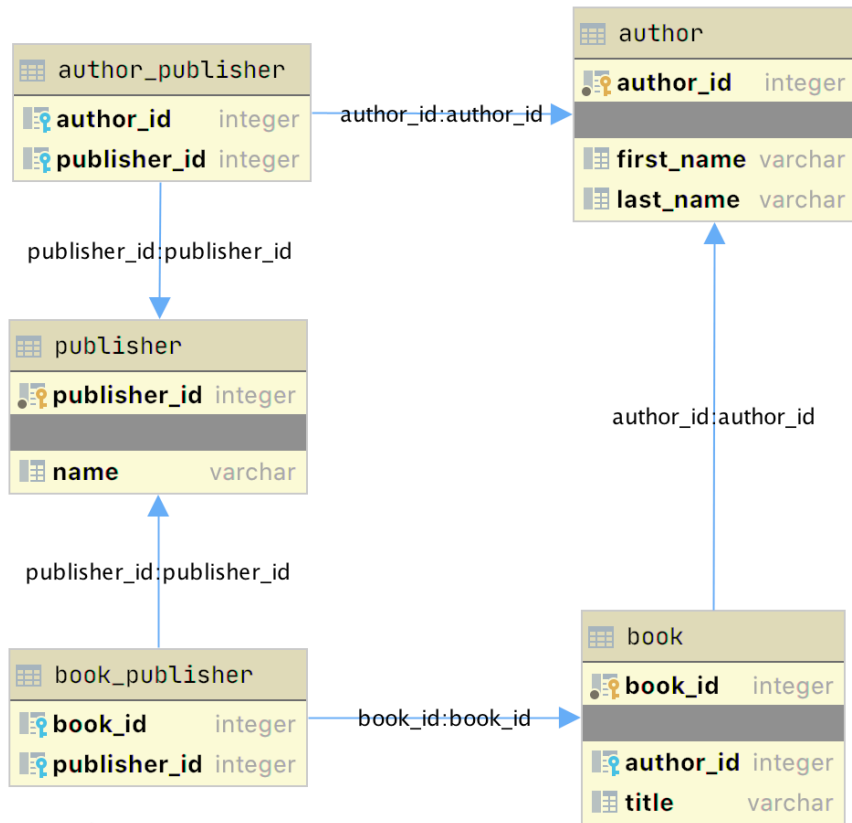 author_publisher
author_id integer
publisher_id integer
author_id:author_id
author
author_id integer
first_name varchar
last_name varchar
publisher_id:publisher_id
publisher
publisher_id integer
name varchar
author_id:author_id
publisher_id:publisher_id
book_publisher
book_id integer
publisher_id integer
book_id:book_id
book
book_id integer
author_id integer
title varchar